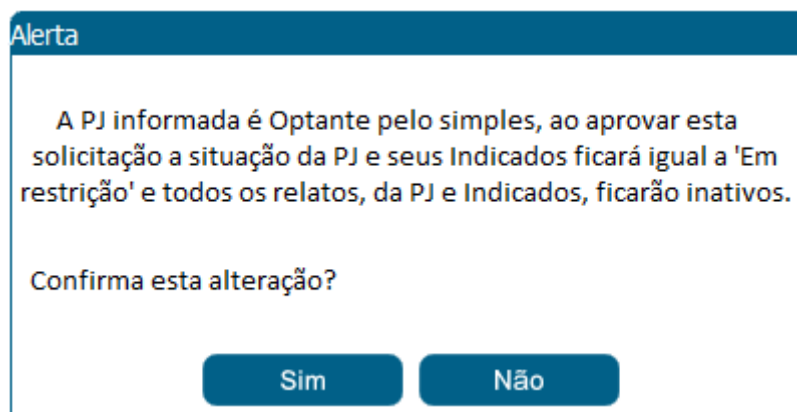 Alerta
A PJ informada é Optante pelo simples, ao aprovar esta
solicitação a situação da PJ e seus Indicados ficará igual a 'Em
restrição' e todos os relatos, da PJ e Indicados, ficarão inativos.
Confirma esta alteração?
Sim
Não